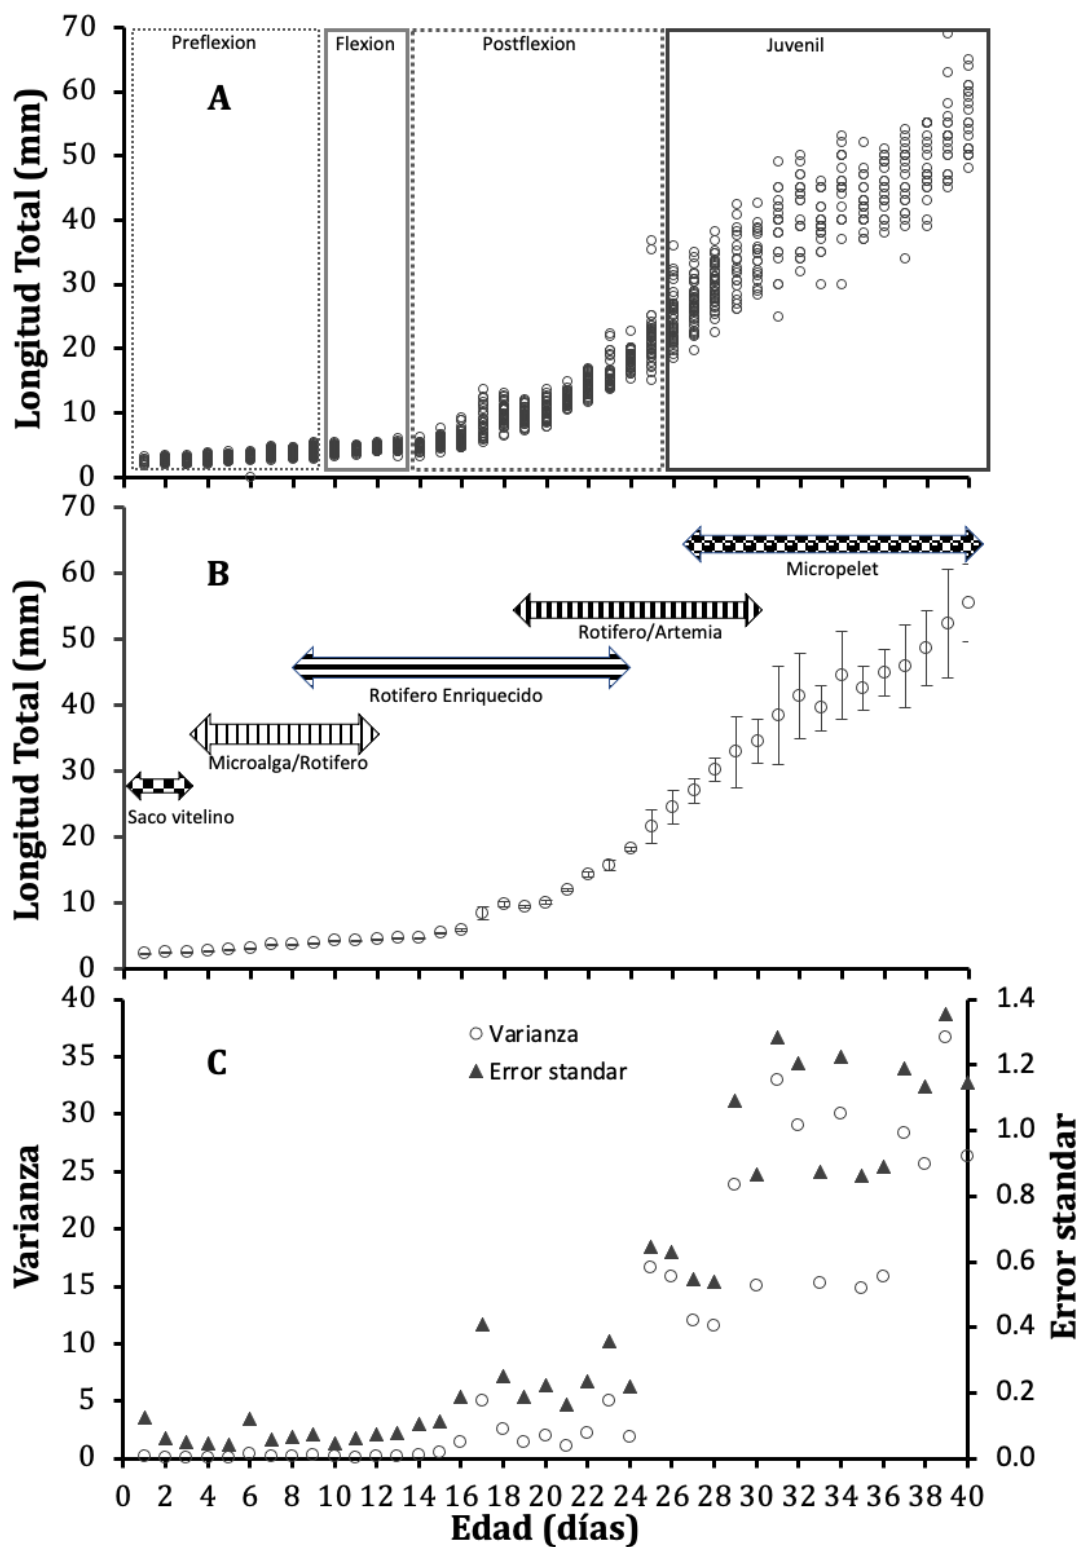 70
60
50
40
30
20
10
0
Longitud Total (mm)
Preflexion
Flexion
Postflexion
Juvenil
A
70
60
50
40
30
20
10
0
Longitud Total (mm)
B
Micropelet
Rotifero/Artemia
Rotifero Enriquecido
Microalga/Rotifero
Saco vitelino
40
35
30
25
20
15
10
5
0
Varianza
C
Varianza
Error standar
1.4
1.2
1.0
0.8
0.6
0.4
0.2
0.0
Error standar
0 2 4 6 8 10 12 14 16 18 20 22 24 26 28 30 32 34 36 38 40
Edad (días)